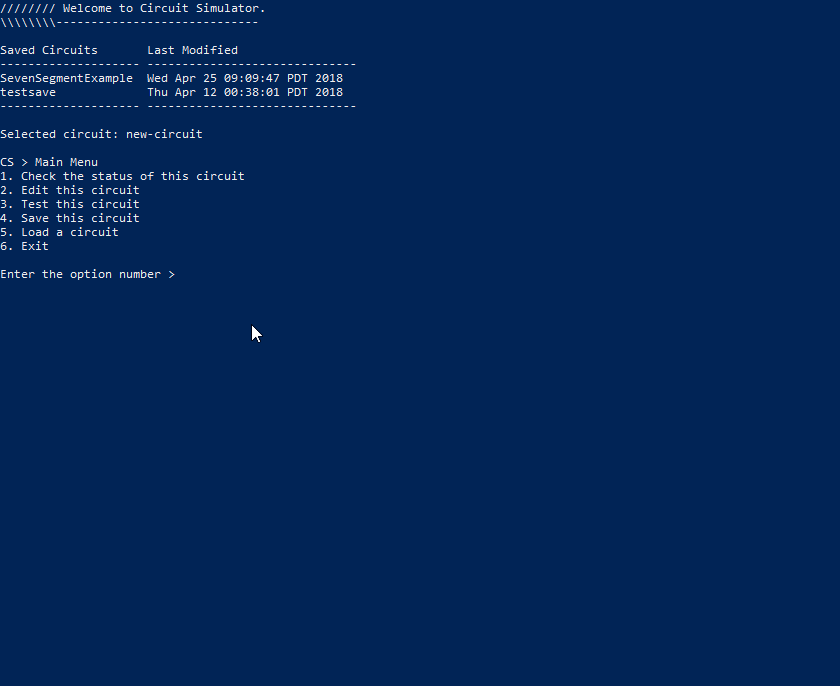 //////// Welcome to Circuit Simulator.
\\\\\\\\-----------------------------

Saved Circuits       Last Modified
-------------------- ------------------------------
SevenSegmentExample  Wed Apr 25 09:09:47 PDT 2018
testsave             Thu Apr 12 00:38:01 PDT 2018
-------------------- ------------------------------

Selected circuit: new-circuit

CS > Main Menu
1. Check the status of this circuit
2. Edit this circuit
3. Test this circuit
4. Save this circuit
5. Load a circuit
6. Exit

Enter the option number >